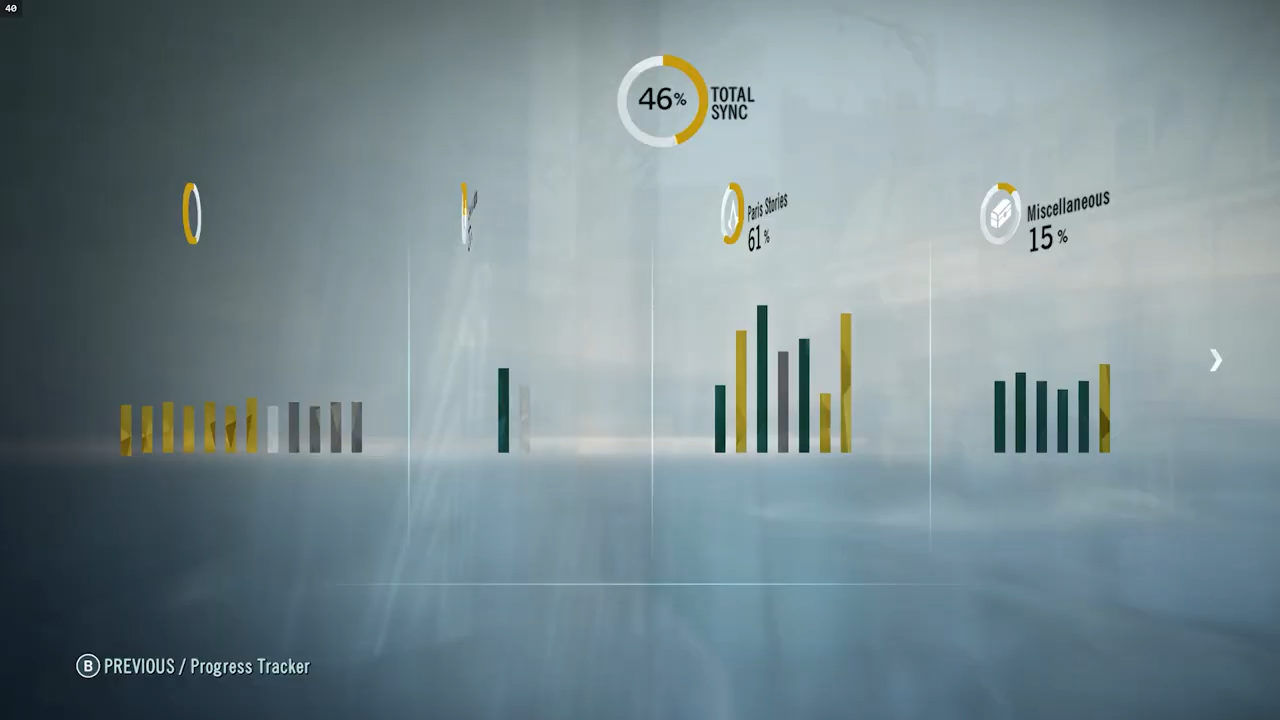 40
46%
TOTAL
SYNC
Paris Stories
61%
Miscellaneous
15%
B PREVIOUS / Progress Tracker